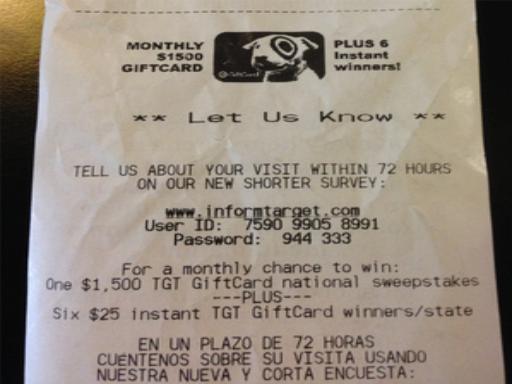 MONTHLY
$1500
GIFTCARD
GiftCard
PLUS 6
Instant
winners!
** Let Us Know **
TELL US ABOUT YOUR VISIT WITHIN 72 HOURS
ON OUR NEW SHORTER SURVEY:
www.informtarget.com
User ID: 7590 9905 8991
Password: 944 333
For a monthly chance to win:
One $1,500 TGT GiftCard national sweepstakes
---PLUS---
Six $25 instant TGT GiftCard winners/state
EN UN PLAZO DE 72 HORAS
CUÉNTENOS SOBRE SU VISITA USANDO
NUESTRA NUEVA Y CORTA ENCUESTA: